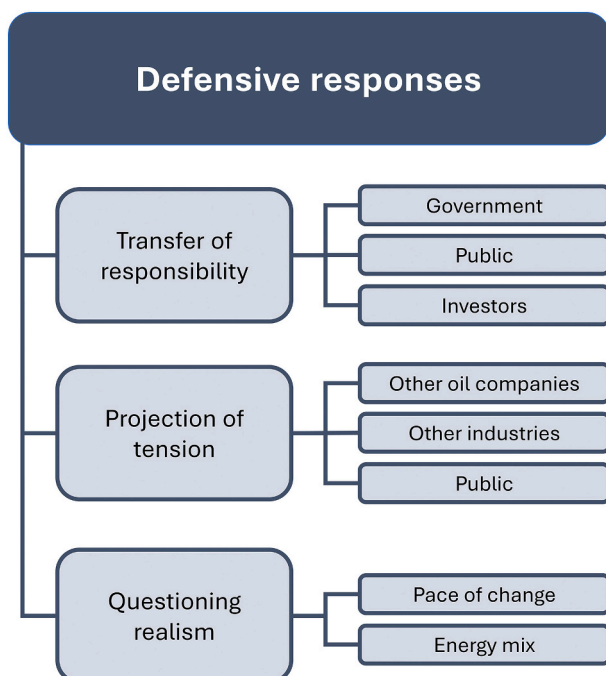 Defensive responses
Transfer of
responsibility
Government
Public
Investors
Projection of
tension
Other oil companies
Other industries
Public
Questioning
realism
Pace of change
Energy mix